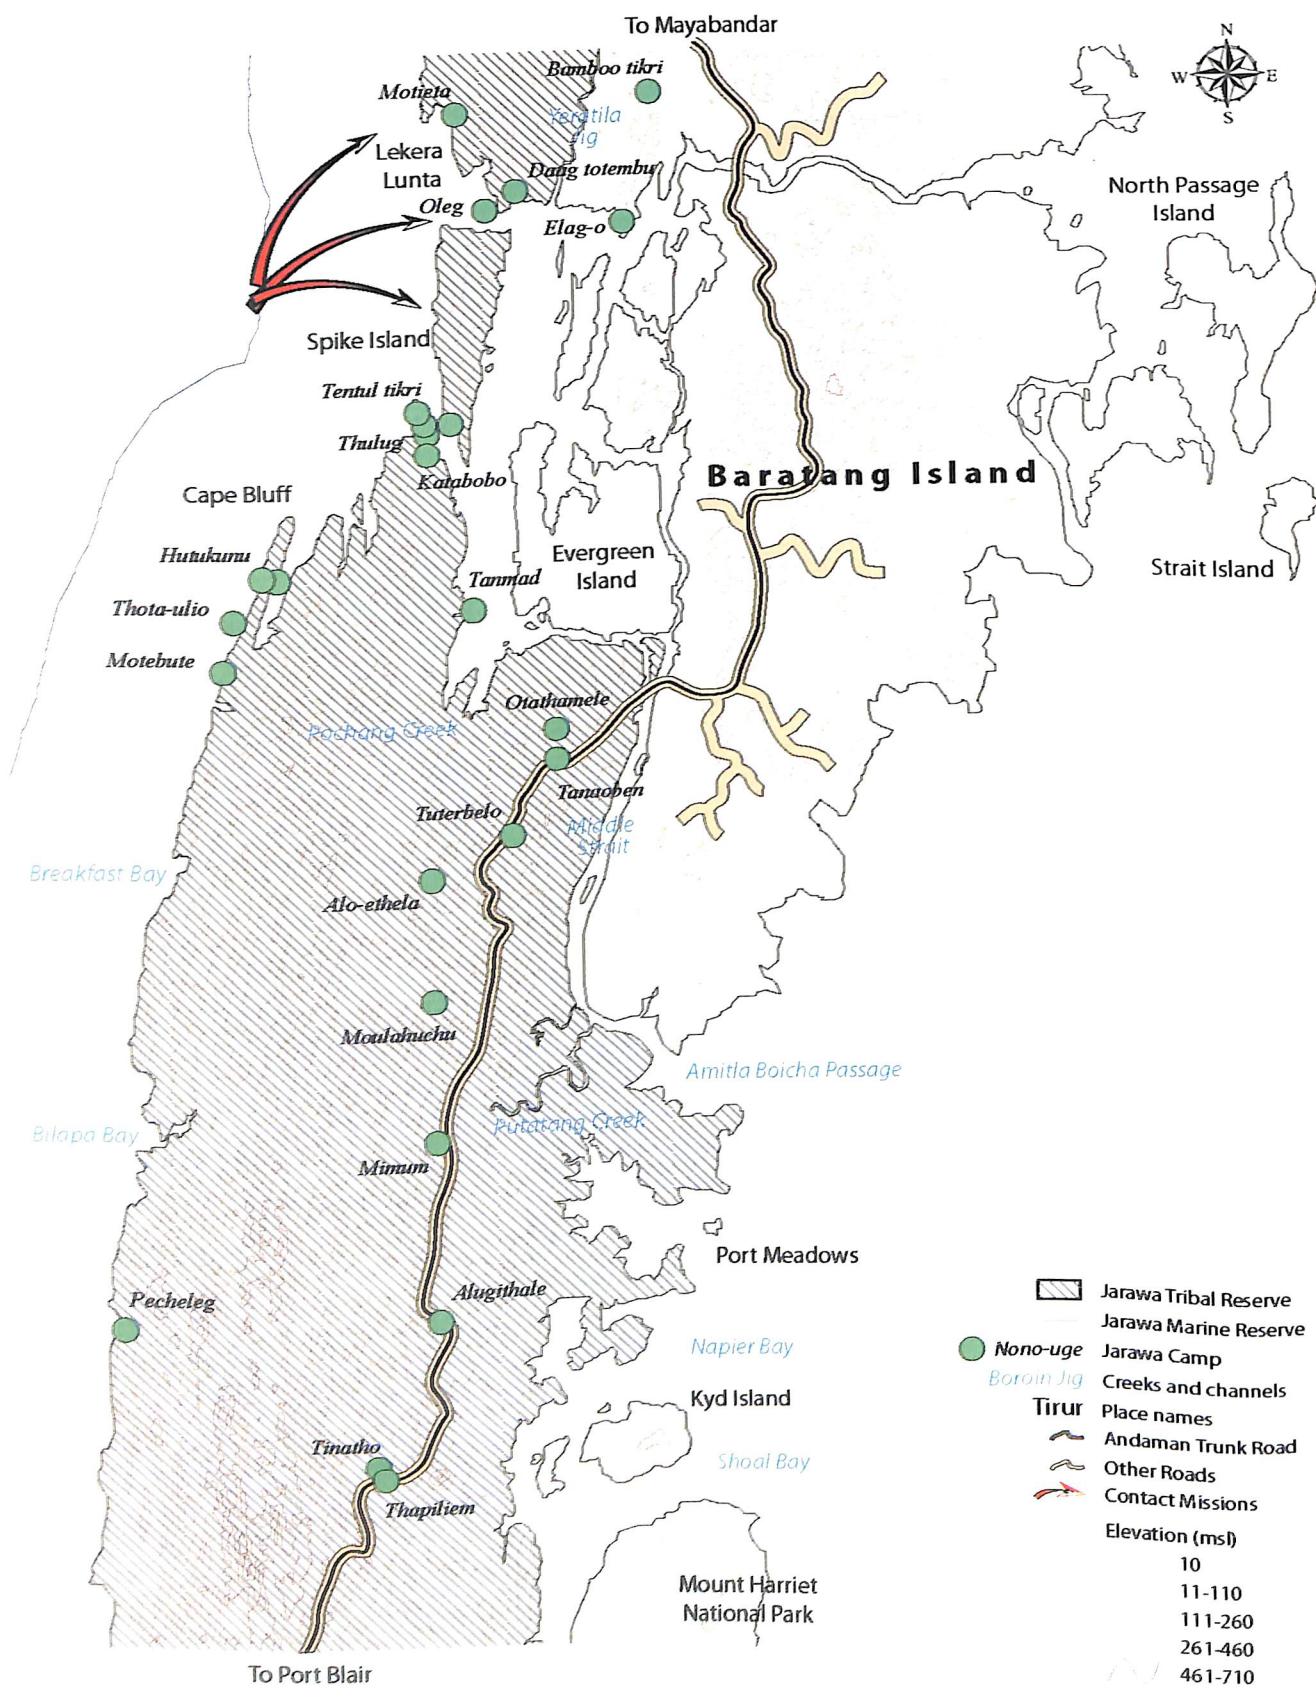 To Mayabandar
N
W E
S
Bamboo tikri
Motieta
Yeratila
Jig
Lekera
Lunta
Daag totembu
Oleg
Elag-o
North Passage
Island
Spike Island
Tentul tikri
Thulug
Katabobo
Baratang Island
Cape Bluff
Hutukunu
Evergreen
Island
Tanmad
Strait Island
Thota-ulio
Motebute
Otathamele
Pochang Creek
Tanaoben
Tuterbelo
Middle
Strait
Breakfast Bay
Alo-ethela
Moulahuchu
Amitla Boicha Passage
Putatang Creek
Bilapa Bay
Mimum
Port Meadows
Pecheleg
Alugithale
Napier Bay
Kyd Island
Shoal Bay
Tinatho
Thapiliem
Mount Harriet
National Park
To Port Blair
Jarawa Tribal Reserve
Jarawa Marine Reserve
Nono-uge Jarawa Camp
Boroin Jig Creeks and channels
Tirur Place names
Andaman Trunk Road
Other Roads
Contact Missions
Elevation (msl)
10
11-110
111-260
261-460
461-710